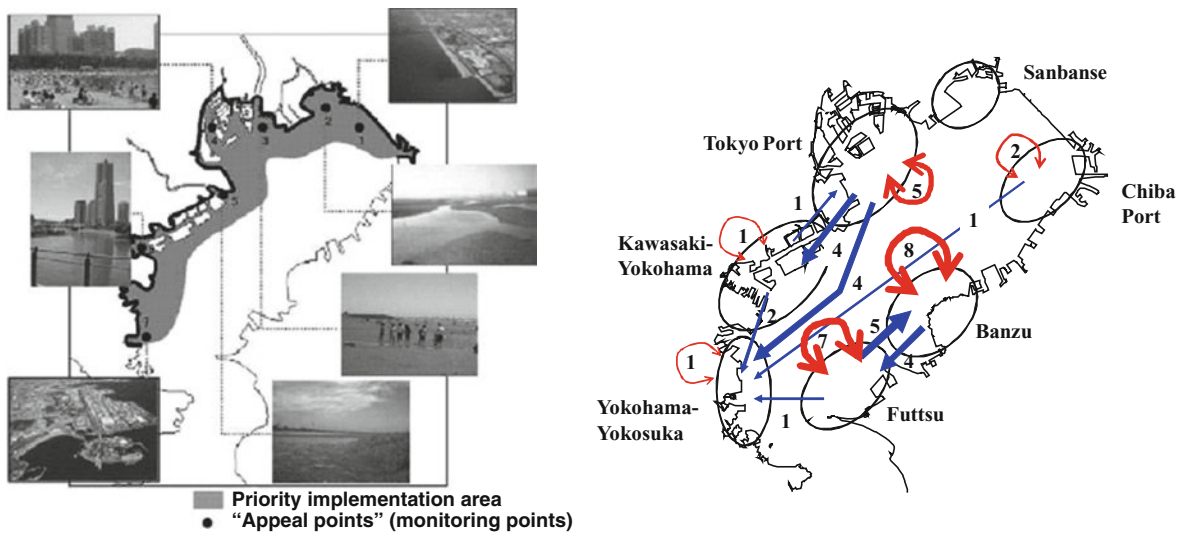 2
4
3
1
5
7
Priority implementation area
“Appeal points” (monitoring points)
Sanbanse
Tokyo Port
2
5
Chiba
Port
1
1
1
Kawasaki-
Yokohama
4
8
4
2
5
Banzu
7
1
4
Yokohama-
Yokosuka
1
Futtsu